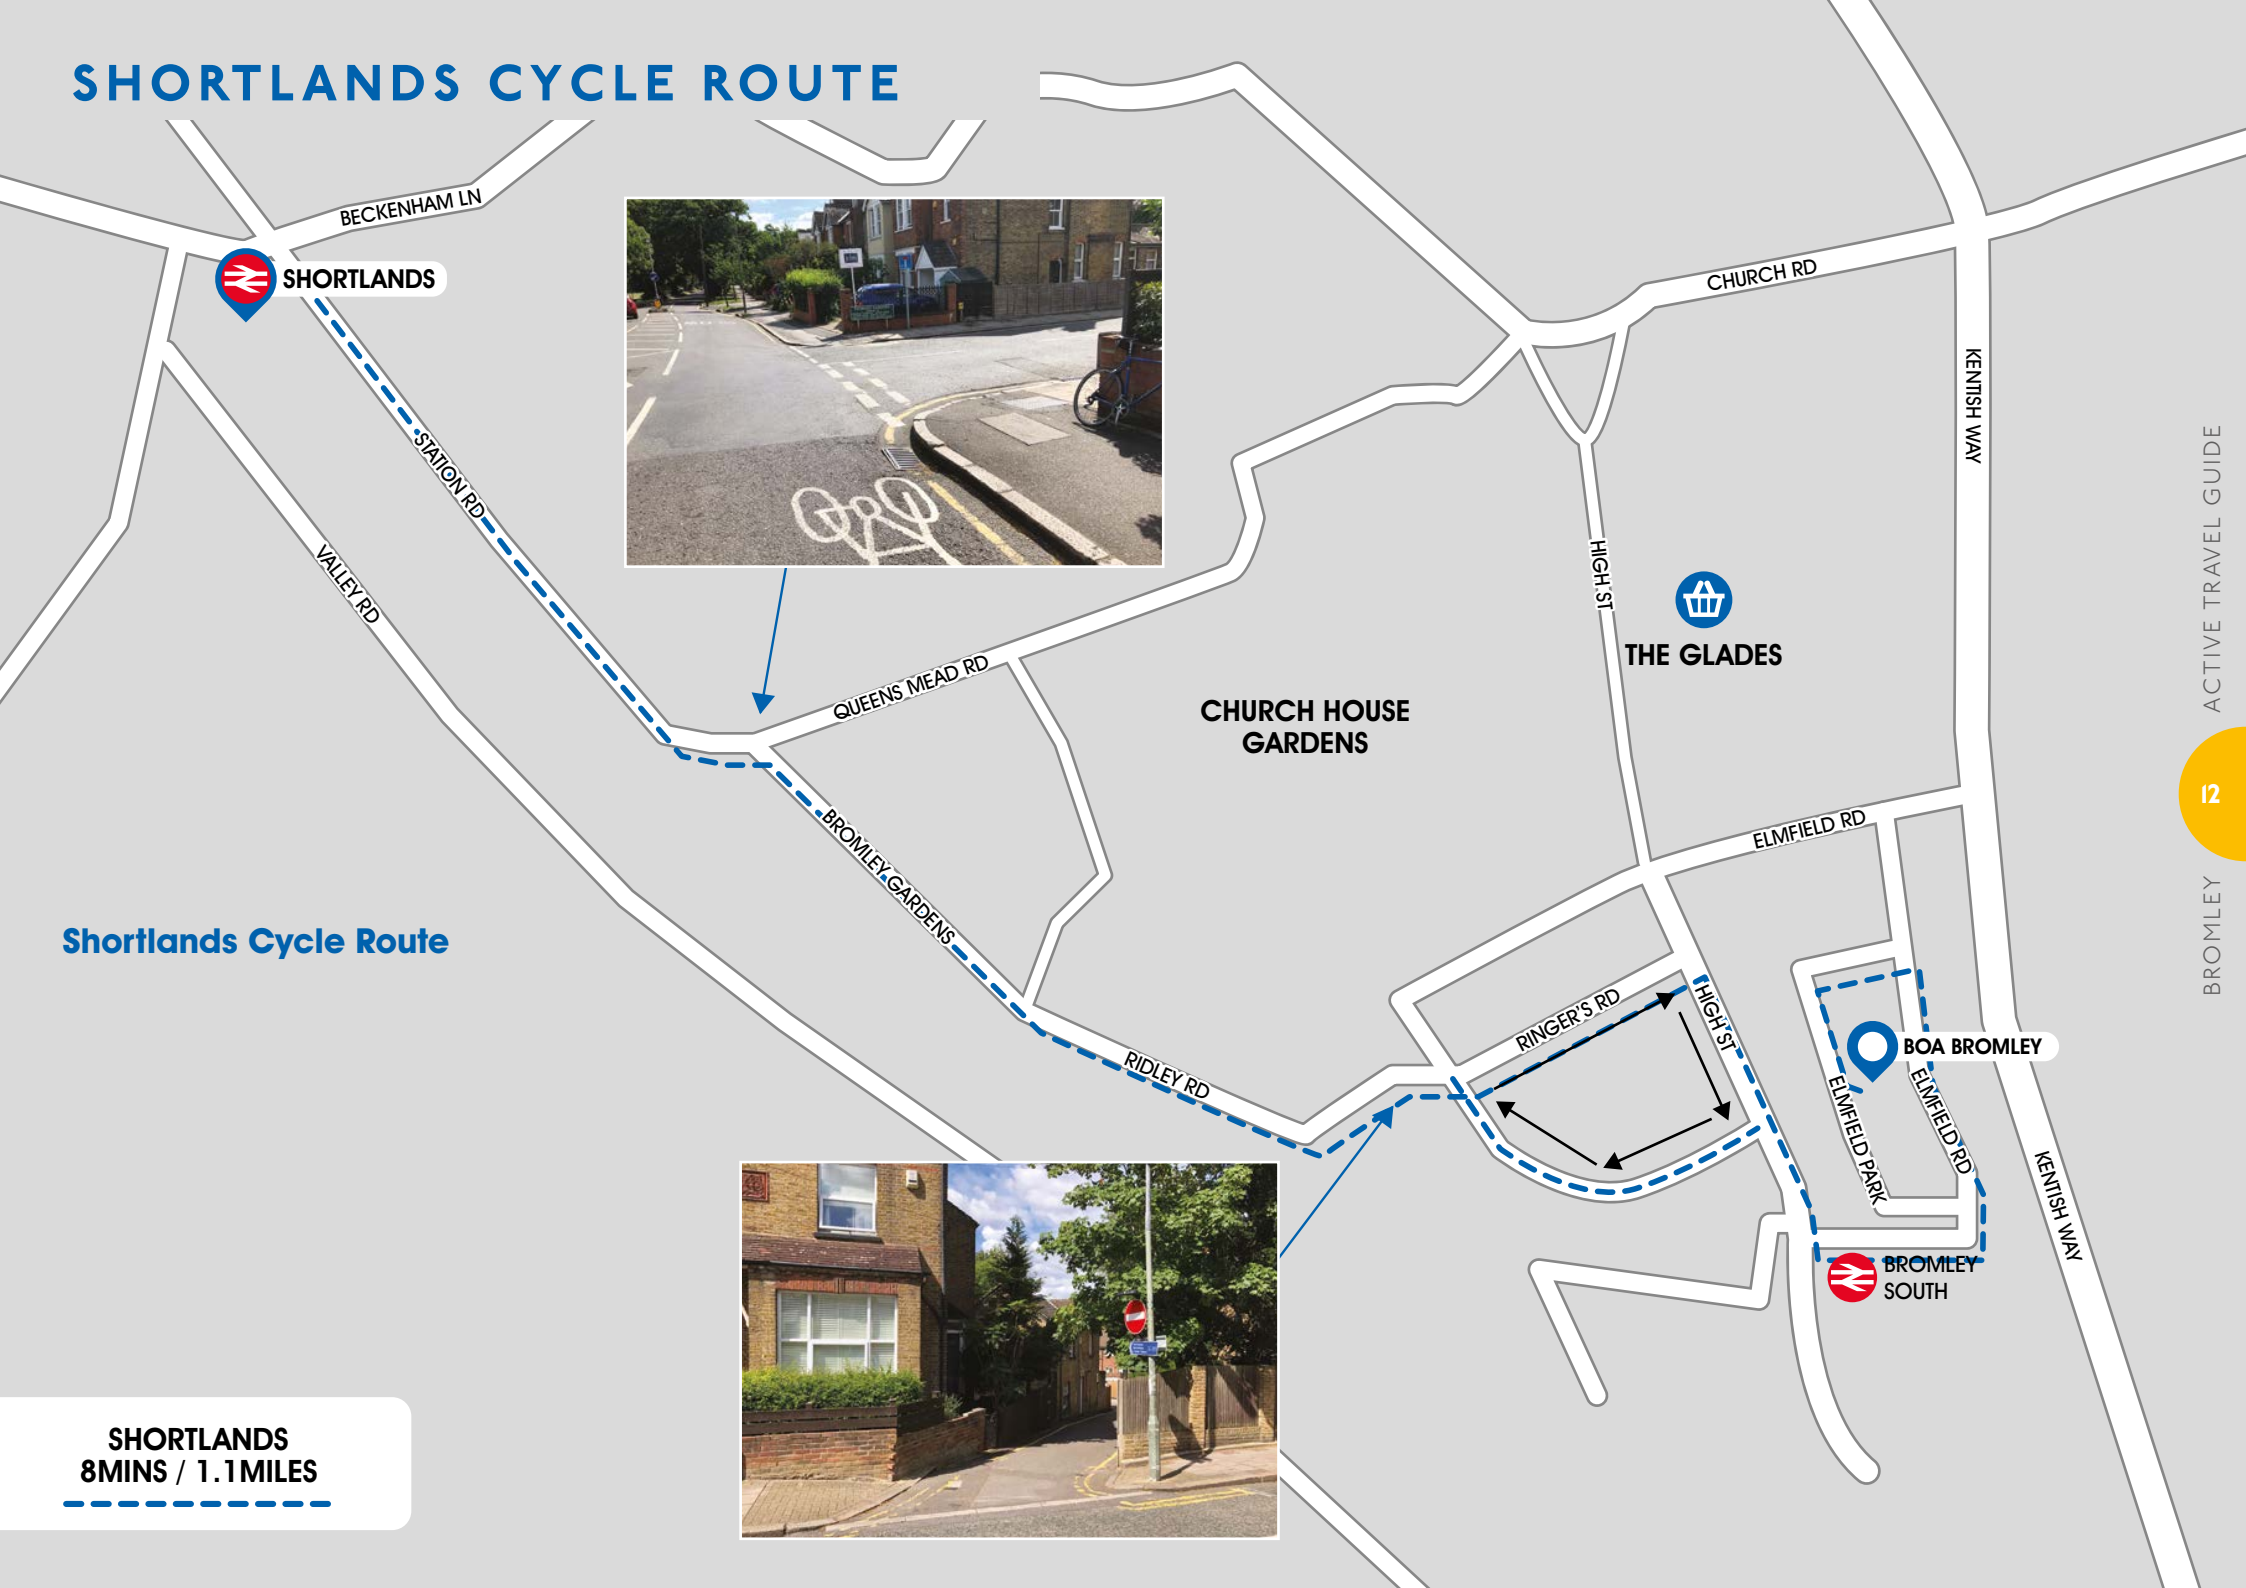 SHORTLANDS CYCLE ROUTE
BECKENHAM LN
SHORTLANDS
CHURCH RD
KENTISH WAY
STATION RD
VALLEY RD
HIGH ST
THE GLADES
QUEENS MEAD RD
CHURCH HOUSE
GARDENS
ELMFIELD RD
BROMLEY GARDENS
Shortlands Cycle Route
RINGER'S RD
HIGH ST
RIDLEY RD
BOA BROMLEY
ELMFIELD PARK
ELMFIELD RD
KENTISH WAY
BROMLEY
SOUTH
SHORTLANDS
8MINS / 1.1MILES
BROMLEY ACTIVE TRAVEL GUIDE
12